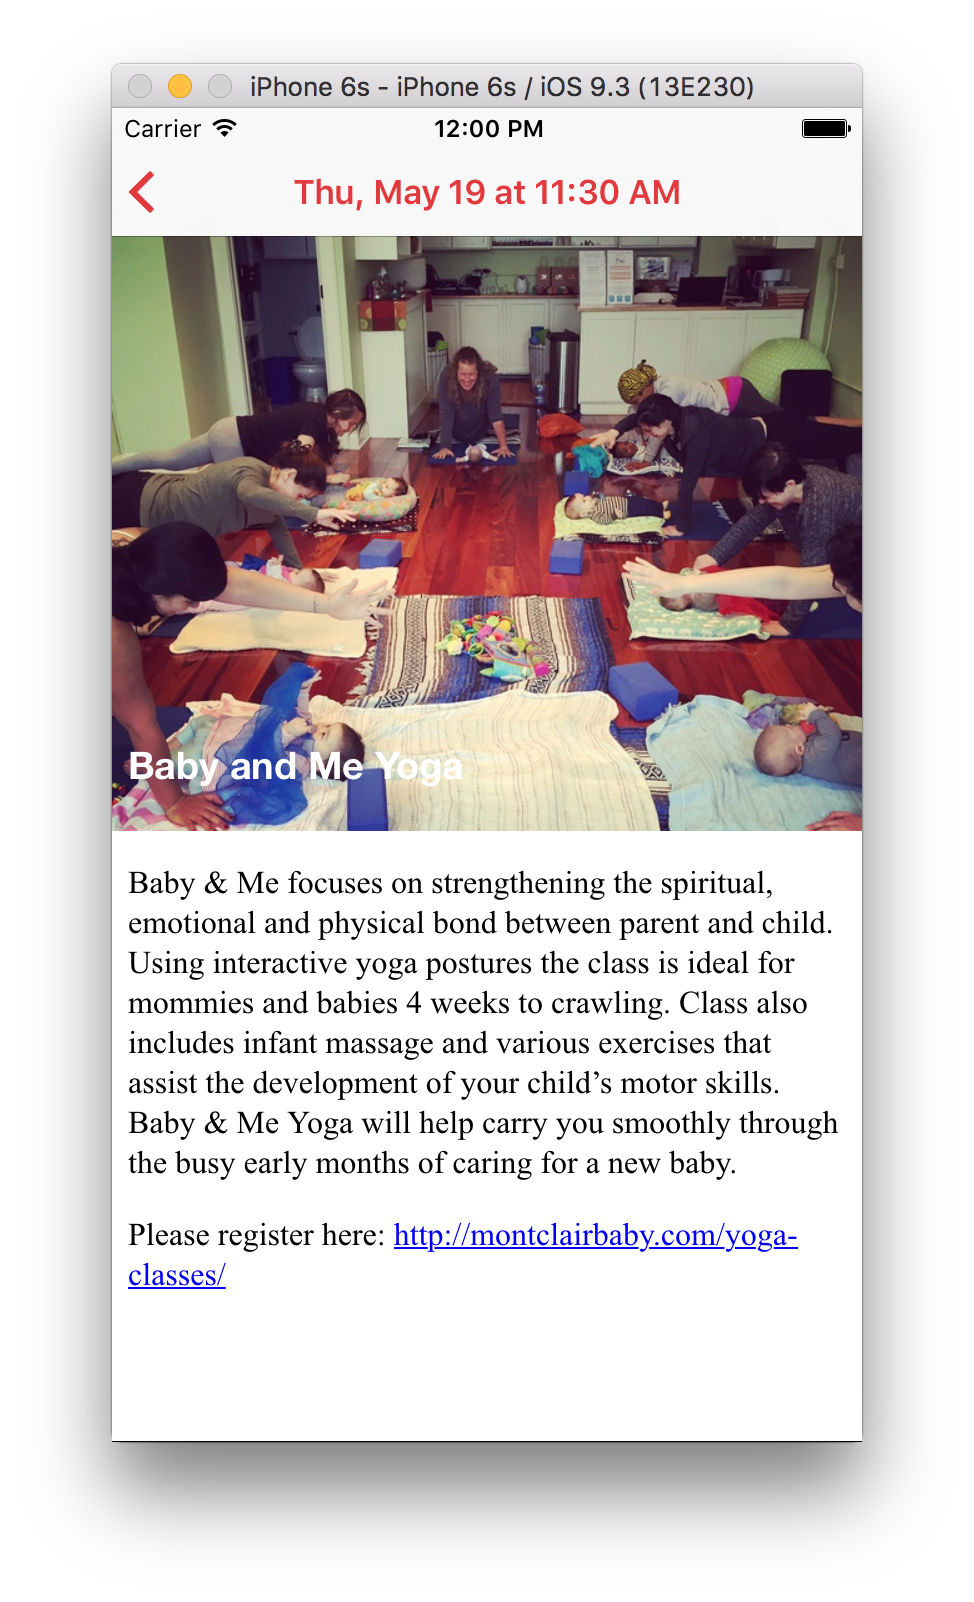 iPhone 6s - iPhone 6s / iOS 9.3 (13E230)
Carrier 12:00 PM
Thu, May 19 at 11:30 AM
Baby and Me Yoga
Baby & Me focuses on strengthening the spiritual,
emotional and physical bond between parent and child.
Using interactive yoga postures the class is ideal for
mommies and babies 4 weeks to crawling. Class also
includes infant massage and various exercises that
assist the development of your child’s motor skills.
Baby & Me Yoga will help carry you smoothly through
the busy early months of caring for a new baby.
Please register here: http://montclairbaby.com/yoga-
classes/